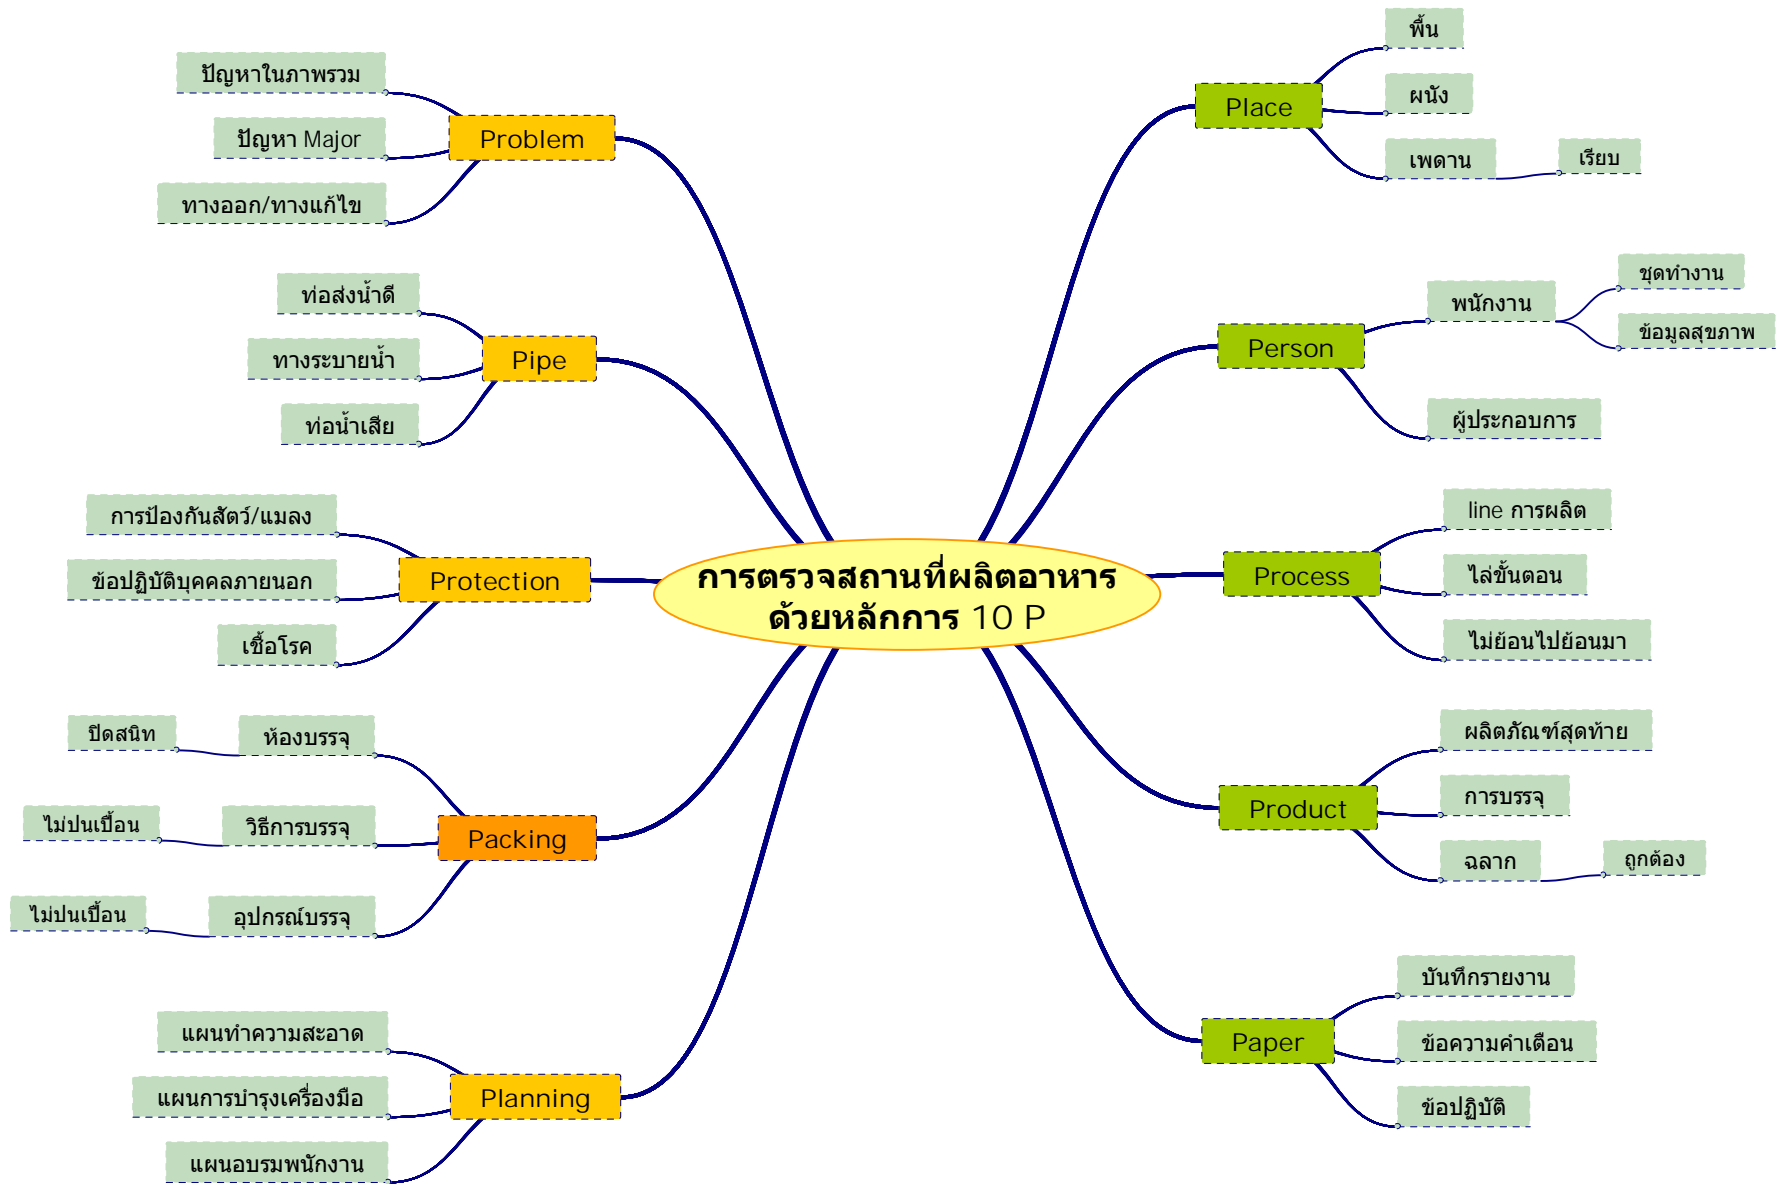 การตรวจสถานที่ผลิตอาหาร
ด้วยหลักการ 10 P
Place
พื้น
ผนัง
เพดาน
เรียบ
Person
พนักงาน
ชุดทำงาน
ข้อมูลสุขภาพ
ผู้ประกอบการ
Process
line การผลิต
ไล่ขั้นตอน
ไม่ย้อนไปย้อนมา
Product
ผลิตภัณฑ์สุดท้าย
การบรรจุ
ฉลาก
ถูกต้อง
Paper
บันทึกรายงาน
ข้อความคำเตือน
ข้อปฏิบัติ
Problem
ปัญหาในภาพรวม
ปัญหา Major
ทางออก/ทางแก้ไข
Pipe
ท่อส่งน้ำดี
ทางระบายน้ำ
ท่อน้ำเสีย
Protection
การป้องกันสัตว์/แมลง
ข้อปฏิบัติบุคคลภายนอก
เชื้อโรค
Packing
ห้องบรรจุ
ปิดสนิท
วิธีการบรรจุ
ไม่ปนเปื้อน
อุปกรณ์บรรจุ
ไม่ปนเปื้อน
Planning
แผนทำความสะอาด
แผนการบำรุงเครื่องมือ
แผนอบรมพนักงาน